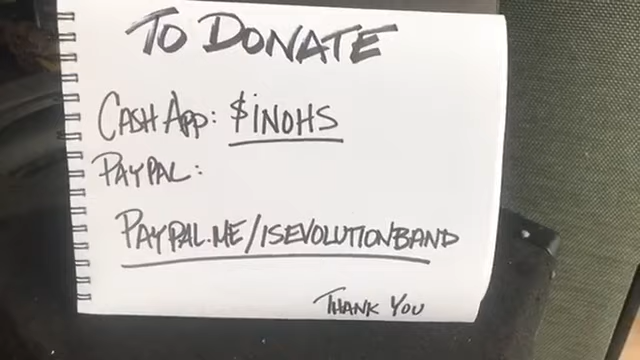 TO DONATE
CASH APP: $INOHS
PAYPAL:
PAYPAL.ME/ISEVOLUTIONBAND
THANK YOU